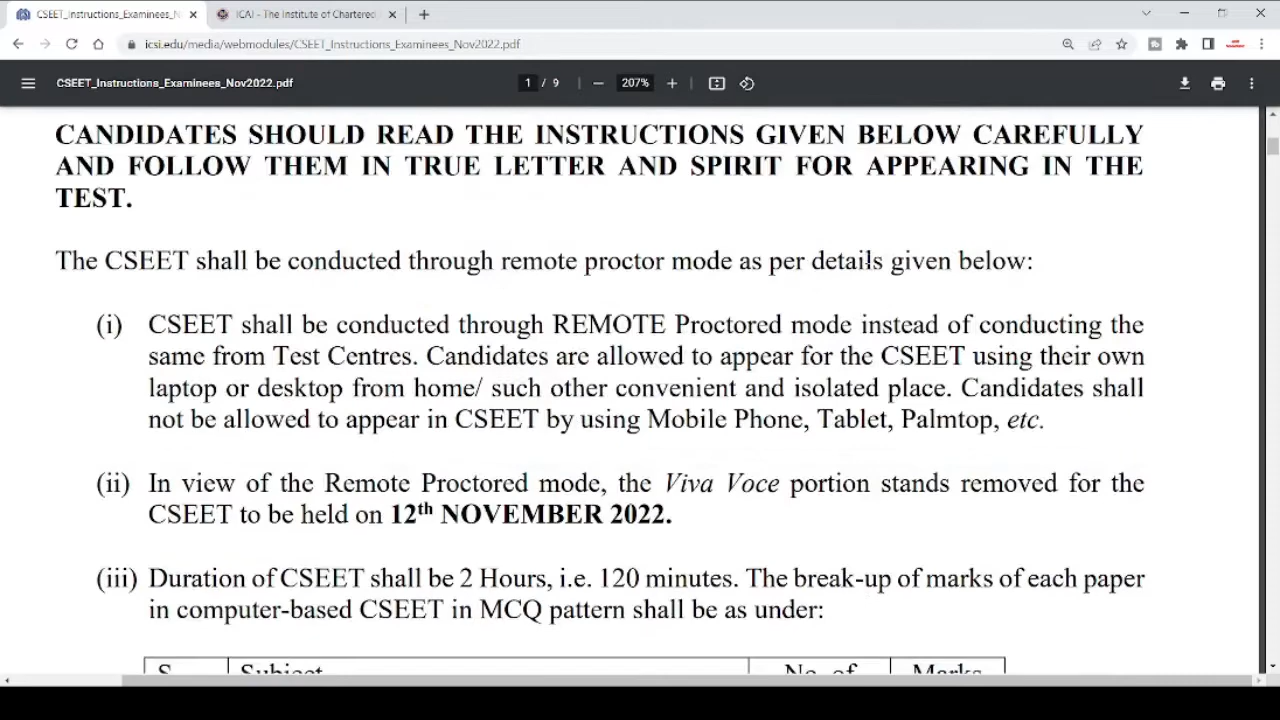 CSEET_Instructions_Examinees_N
ICAI - The Institute of Chartered
icsi.edu/media/webmodules/CSEET_Instructions_Examinees_Nov2022.pdf
CSEET_Instructions_Examinees_Nov2022.pdf
1 / 9
207%
CANDIDATES SHOULD READ THE INSTRUCTIONS GIVEN BELOW CAREFULLY
AND FOLLOW THEM IN TRUE LETTER AND SPIRIT FOR APPEARING IN THE
TEST.
The CSEET shall be conducted through remote proctor mode as per details given below:
(i) CSEET shall be conducted through REMOTE Proctored mode instead of conducting the
same from Test Centres. Candidates are allowed to appear for the CSEET using their own
laptop or desktop from home/ such other convenient and isolated place. Candidates shall
not be allowed to appear in CSEET by using Mobile Phone, Tablet, Palmtop, etc.
(ii) In view of the Remote Proctored mode, the Viva Voce portion stands removed for the
CSEET to be held on 12th NOVEMBER 2022.
(iii) Duration of CSEET shall be 2 Hours, i.e. 120 minutes. The break-up of marks of each paper
in computer-based CSEET in MCQ pattern shall be as under:
S. Subject No. of Marks